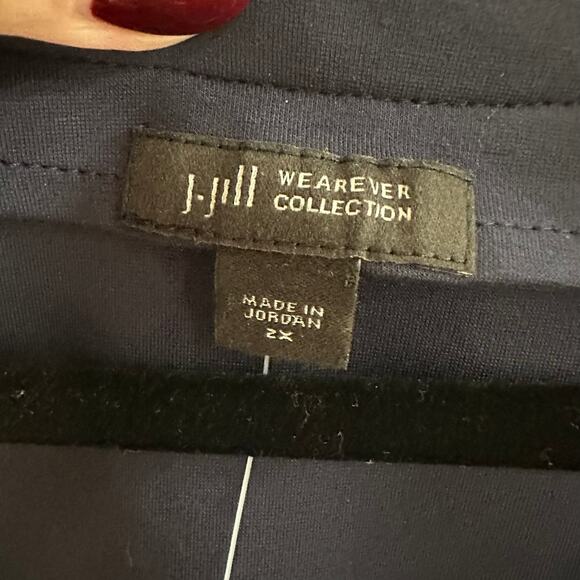 J.Jill WEAREVER
COLLECTION
MADE IN
JORDAN
2X